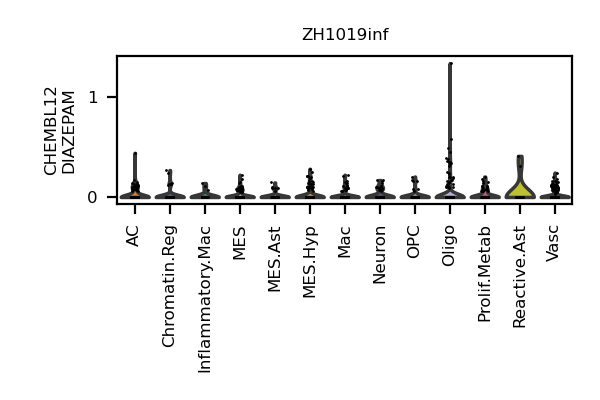 ZH1019inf
CHEMBL12
DIAZEPAM
1
0
AC
Chromatin.Reg
Inflammatory.Mac
MES
MES.Ast
MES.Hyp
Mac
Neuron
OPC
Oligo
Prolif.Metab
Reactive.Ast
Vasc